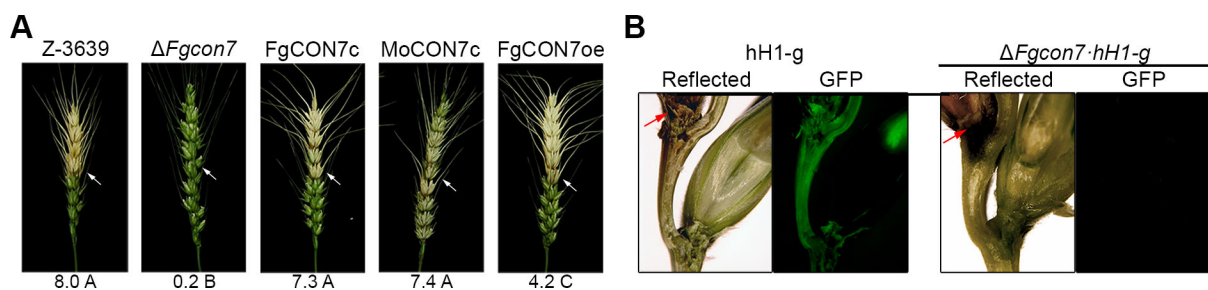 A
Z-3639
ΔFgcon7
FgCON7c
MoCON7c
FgCON7oe
8.0 A
0.2 B
7.3 A
7.4 A
4.2 C
B
hH1-g
ΔFgcon7·hH1-g
Reflected
GFP
Reflected
GFP